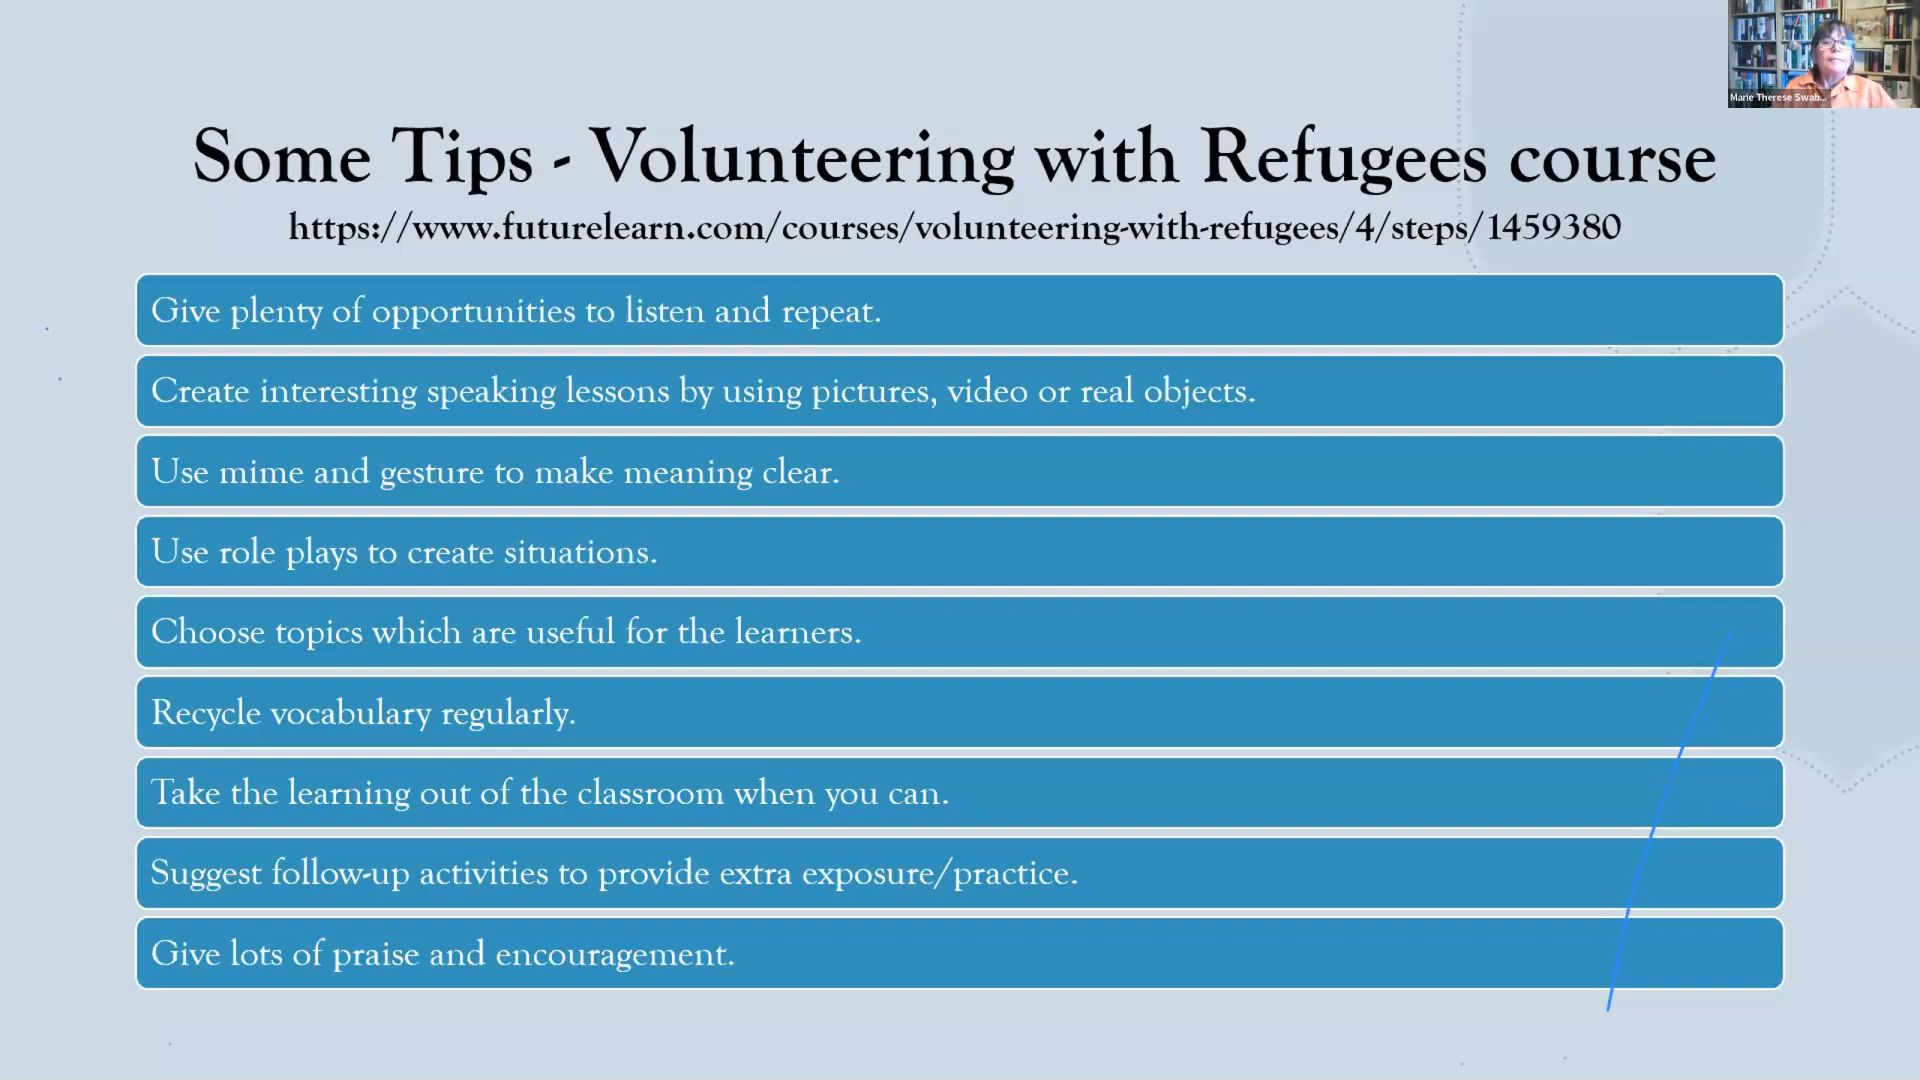 Marie Therese Swab...
Some Tips - Volunteering with Refugees course
https://www.futurelearn.com/courses/volunteering-with-refugees/4/steps/1459380
Give plenty of opportunities to listen and repeat.
Create interesting speaking lessons by using pictures, video or real objects.
Use mime and gesture to make meaning clear.
Use role plays to create situations.
Choose topics which are useful for the learners.
Recycle vocabulary regularly.
Take the learning out of the classroom when you can.
Suggest follow-up activities to provide extra exposure/practice.
Give lots of praise and encouragement.